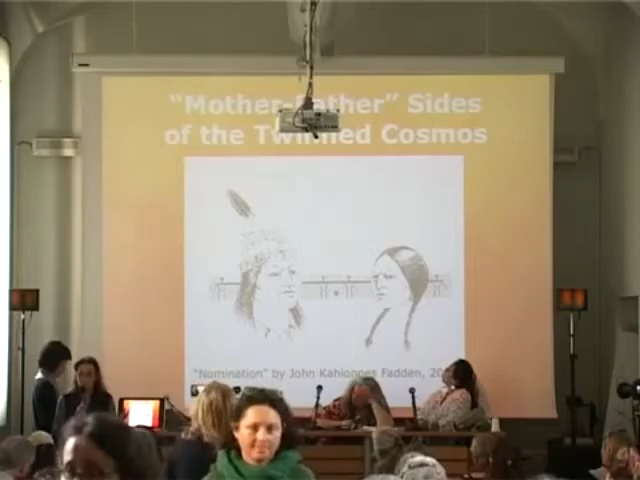 "Mother-Father" Sides
of the Twinned Cosmos
"Nomination" by John Kahionhes Fadden,